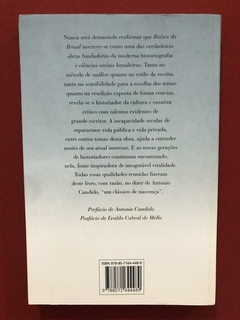 Nunca será demasiado confirmar que Raízes do
Brasil inscreve-se como uma das verdadeiras
obras fundadoras da moderna historiografia
e ciências sociais brasileiras. Tanto no
método de análise quanto no estilo da escrita,
tanto na sensibilidade para a escolha dos temas
quanto na erudição exposta de forma concisa,
revela-se o historiador da cultura e ensaísta
crítico com talentos evidentes de
grande escritor. A incapacidade secular de
separarmos vida pública e vida privada,
entre outros temas desta obra, ajuda a entender
muito de seu atual interesse. E as novas gerações
de historiadores continuam encontrando,
nela, fonte inspiradora de inesgotável vitalidade.
Todas essas qualidades reunidas fizeram
deste livro, com razão, no dizer de Antonio
Candido, “um clássico de nascença”.
Prefácio de Antonio Candido
Posfácio de Evaldo Cabral de Mello
ISBN 978-85-7164-448-9